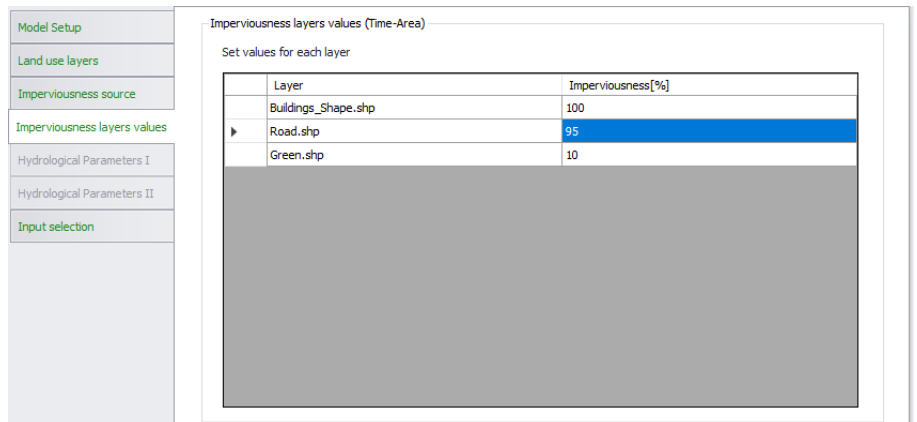 Model Setup
Land use layers
Imperviousness source
Imperviousness layers values
Hydrological Parameters I
Hydrological Parameters II
Input selection
Imperviousness layers values (Time-Area)
Set values for each layer
Layer Imperviousness[%]
Buildings_Shape.shp 100
Road.shp 95
Green.shp 10